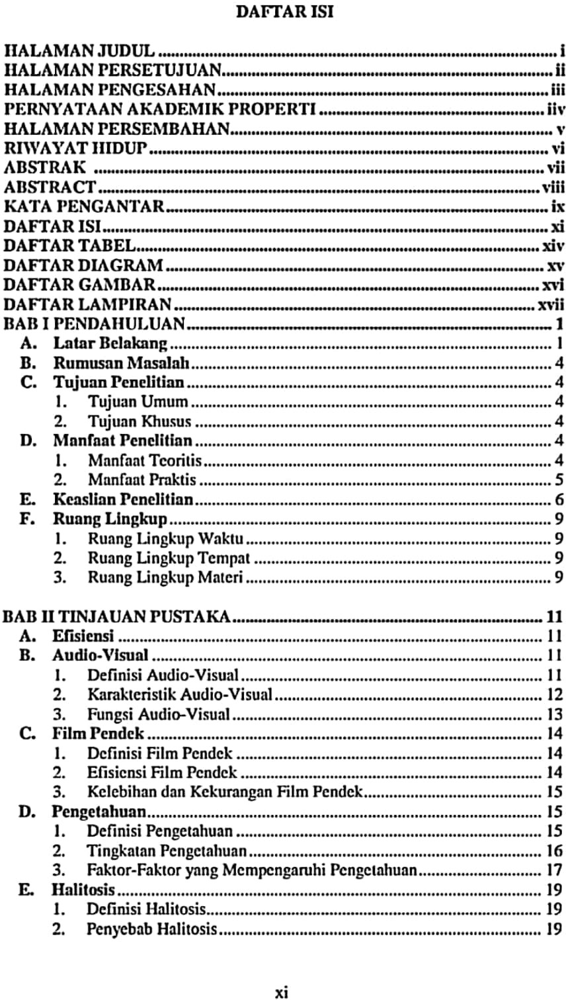 DAFTAR ISI
HALAMAN JUDUL ........ i
HALAMAN PERSETUJUAN........ ii
HALAMAN PENGESAHAN........ iii
PERNYATAAN AKADEMIK PROPERTI ........ iiv
HALAMAN PERSEMBAHAN........ v
RIWAYAT HIDUP ........ vi
ABSTRAK ........ vii
ABSTRACT ........ viii
KATA PENGANTAR........ ix
DAFTAR ISI........ xi
DAFTAR TABEL........ xiv
DAFTAR DIAGRAM ........ xv
DAFTAR GAMBAR........ xvi
DAFTAR LAMPIRAN ........ xvii
BAB I PENDAHULUAN........ 1
A. Latar Belakang ........ 1
B. Rumusan Masalah ........ 4
C. Tujuan Penelitian ........ 4
1. Tujuan Umum ........ 4
2. Tujuan Khusus ........ 4
D. Manfaat Penelitian ........ 4
1. Manfaat Teoritis ........ 4
2. Manfaat Praktis ........ 5
E. Keaslian Penelitian ........ 6
F. Ruang Lingkup ........ 9
1. Ruang Lingkup Waktu ........ 9
2. Ruang Lingkup Tempat ........ 9
3. Ruang Lingkup Materi ........ 9
BAB II TINJAUAN PUSTAKA ........ 11
A. Efisiensi ........ 11
B. Audio-Visual ........ 11
1. Definisi Audio-Visual ........ 11
2. Karakteristik Audio-Visual ........ 12
3. Fungsi Audio-Visual ........ 13
C. Film Pendek ........ 14
1. Definisi Film Pendek ........ 14
2. Efisiensi Film Pendek ........ 14
3. Kelebihan dan Kekurangan Film Pendek ........ 15
D. Pengetahuan ........ 15
1. Definisi Pengetahuan ........ 15
2. Tingkatan Pengetahuan ........ 16
3. Faktor-Faktor yang Mempengaruhi Pengetahuan ........ 17
E. Halitosis ........ 19
1. Definisi Halitosis ........ 19
2. Penyebab Halitosis ........ 19
xi